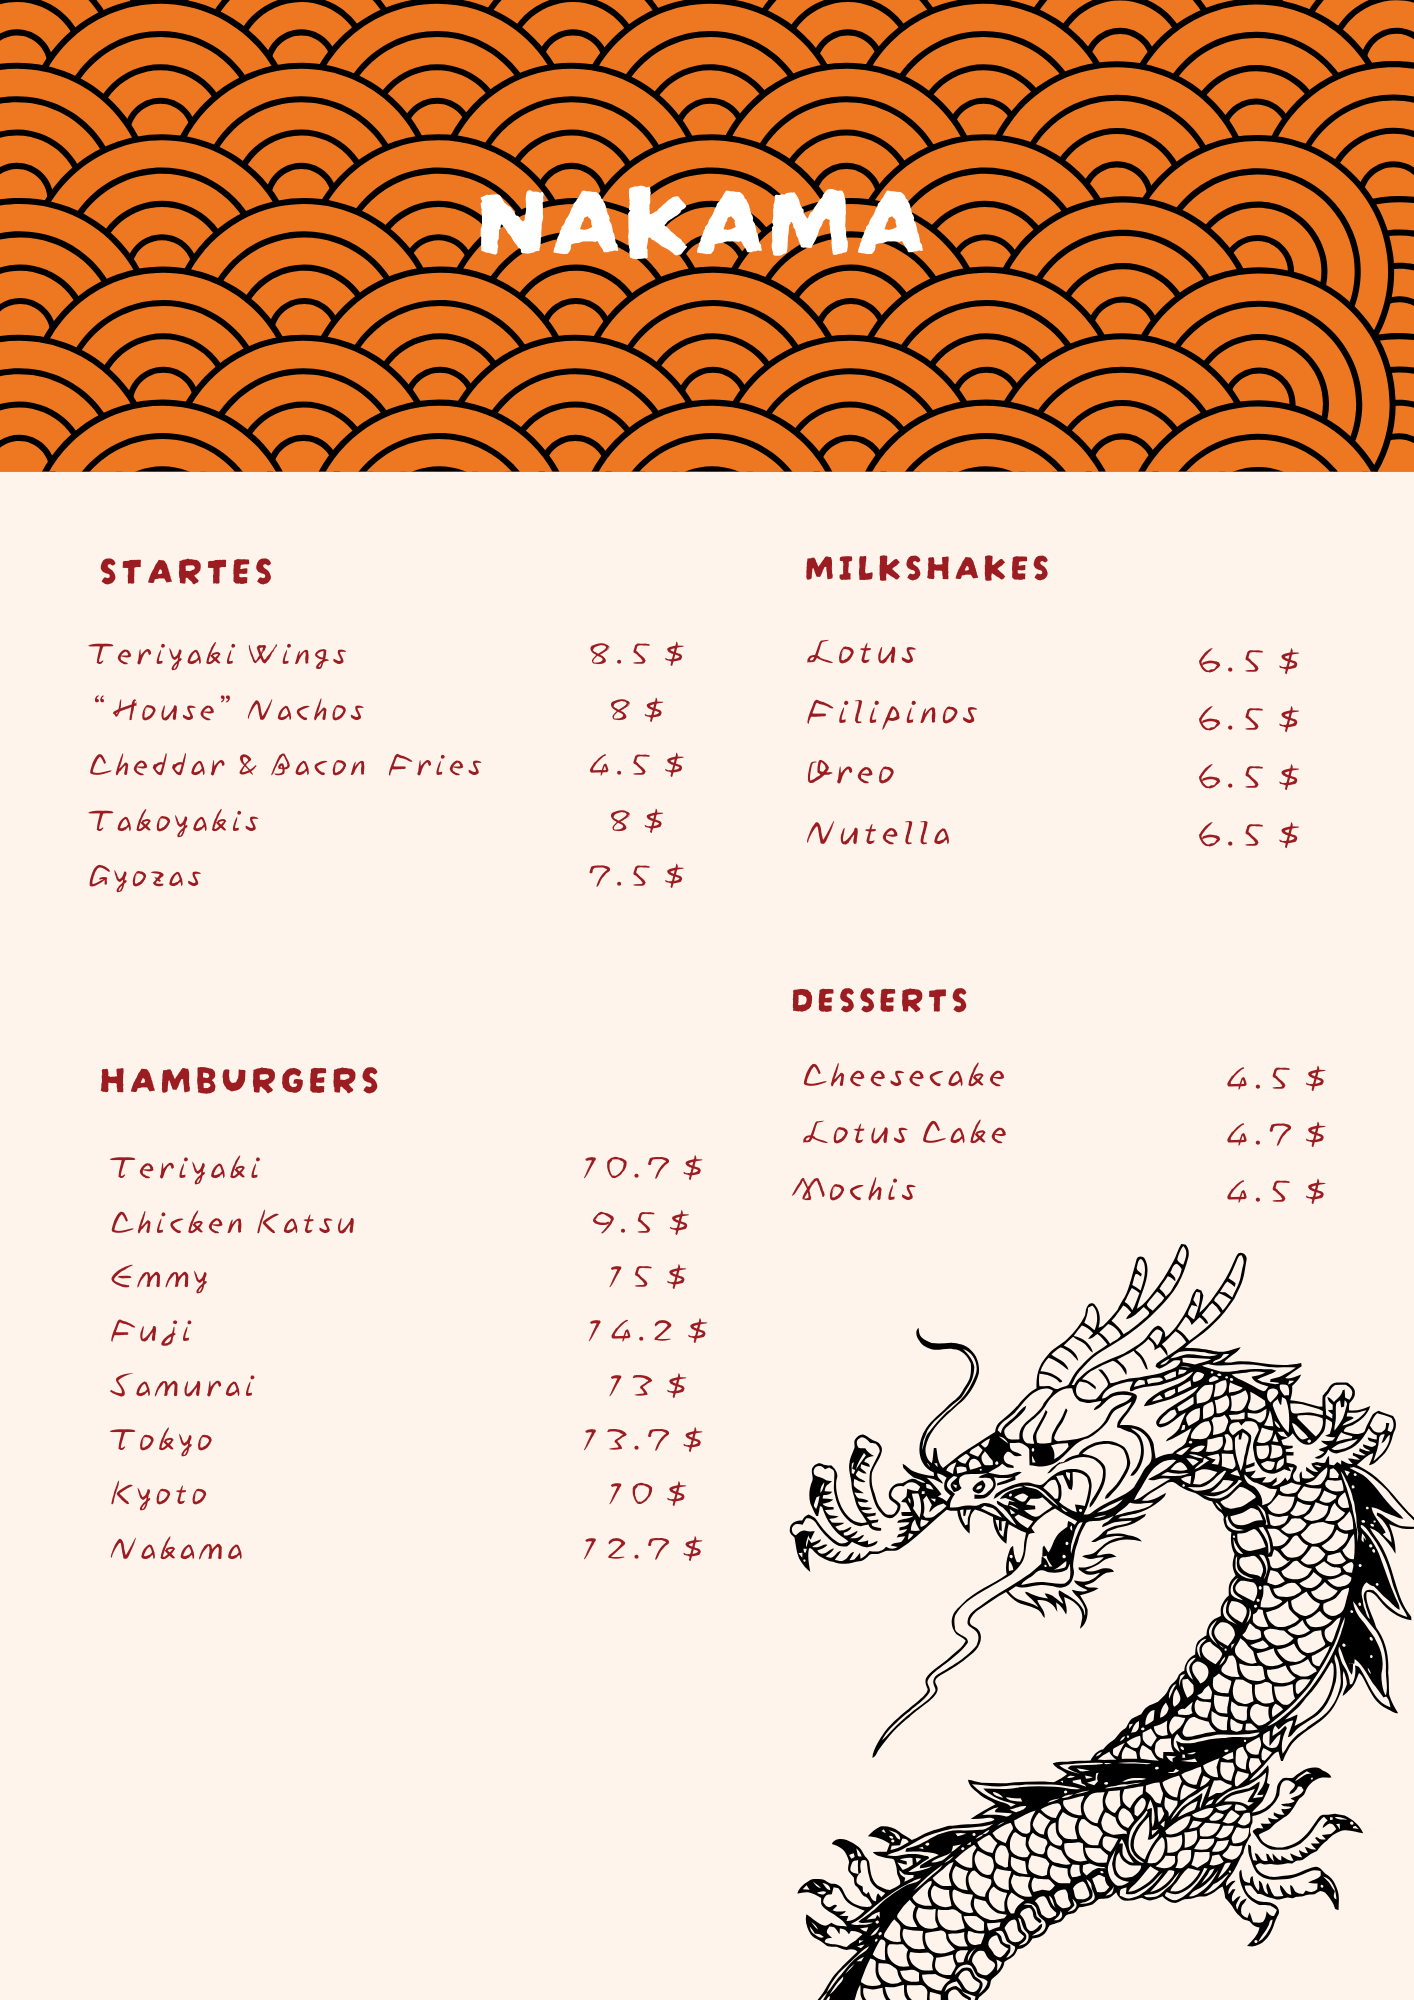 NAKAMA
STARTES
Teriyaki Wings 8.5 $
“House” Nachos 8 $
Cheddar & Bacon Fries 4.5 $
Takoyakis 8 $
Gyozas 7.5 $
HAMBURGERS
Teriyaki 10.7 $
Chicken Katsu 9.5 $
Emmy 15 $
Fuji 14.2 $
Samurai 13 $
Tokyo 13.7 $
Kyoto 10 $
Nakama 12.7 $
MILKSHAKES
Lotus 6.5 $
Filipinos 6.5 $
Oreo 6.5 $
Nutella 6.5 $
DESSERTS
Cheesecake 4.5 $
Lotus Cake 4.7 $
Mochis 4.5 $